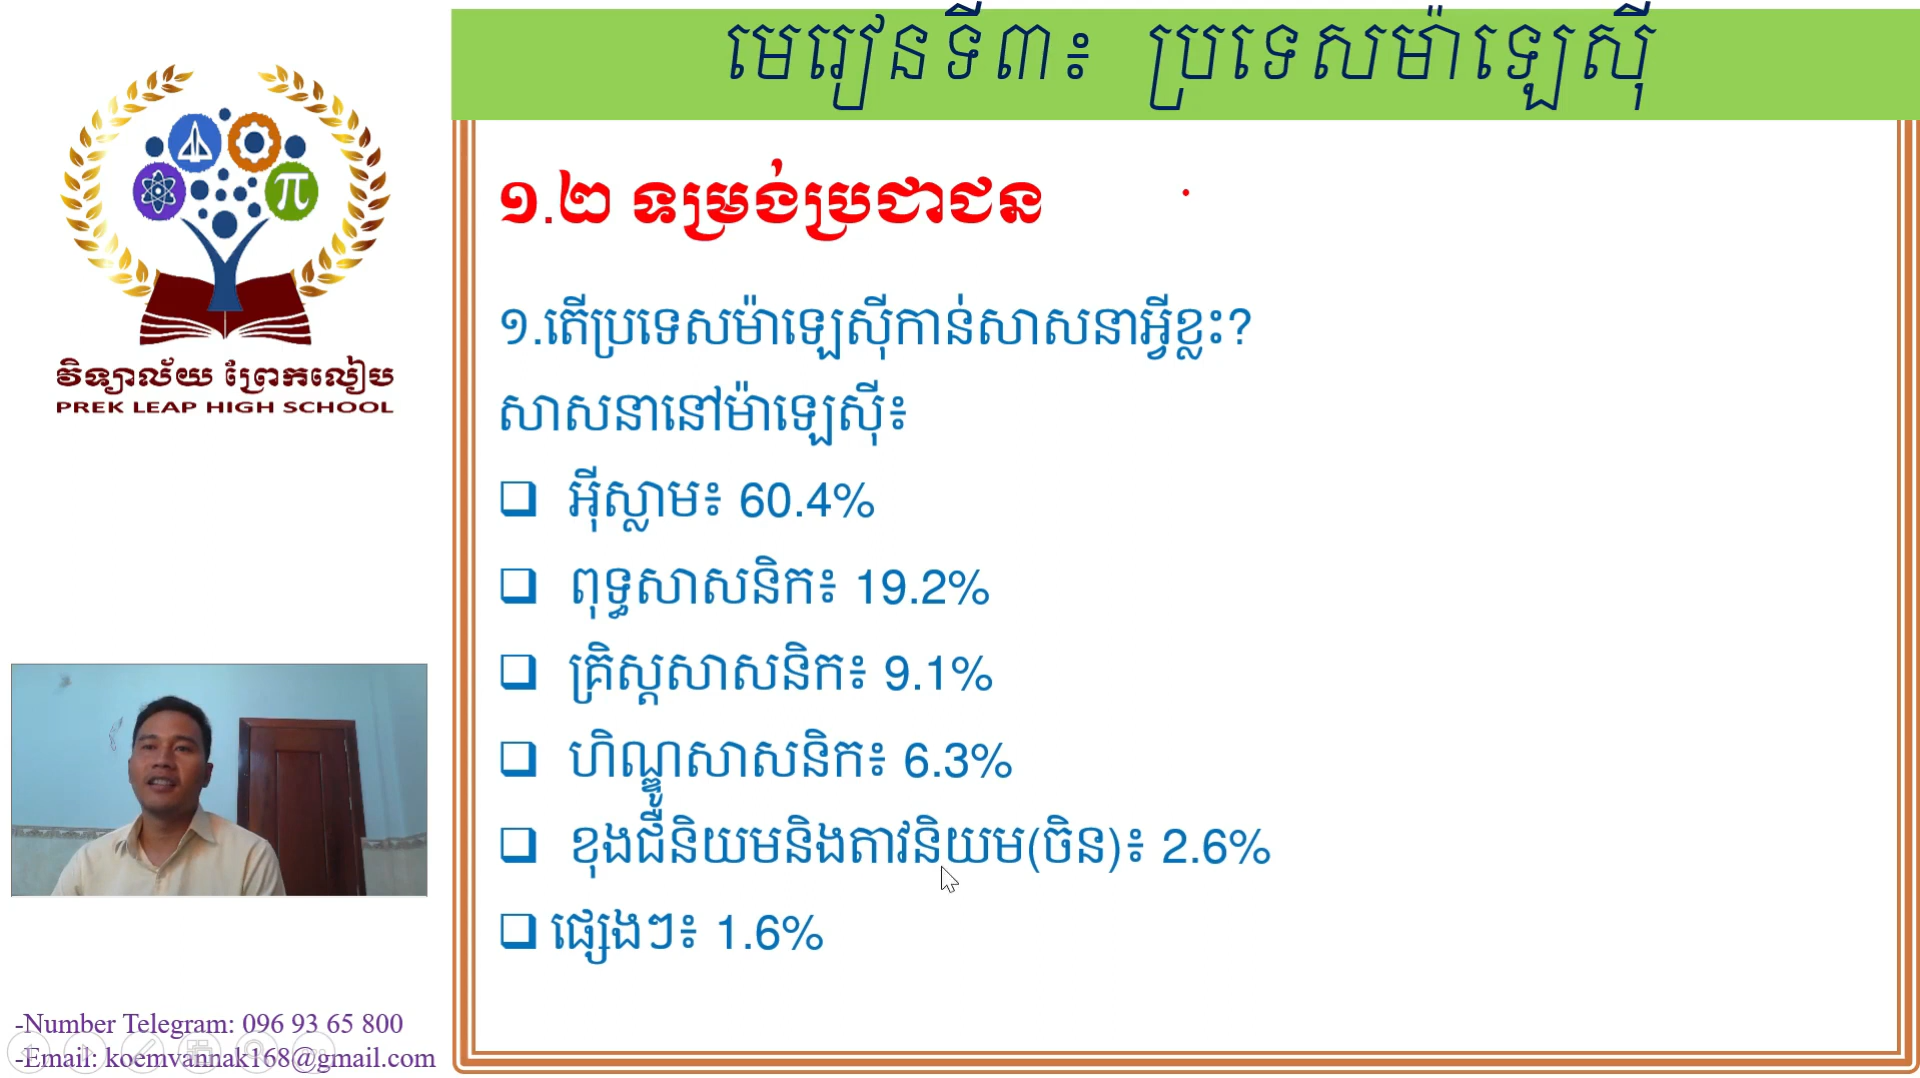 មេរៀនទី៣៖ ប្រទេសម៉ាឡេស៊ី
១.២ ទម្រង់ប្រជាជន
១.តើប្រទេសម៉ាឡេស៊ីកាន់សាសនាអ្វីខ្លះ?
សាសនានៅម៉ាឡេស៊ី៖
អ៊ីស្លាម៖ 60.4%
ពុទ្ធសាសនិក៖ 19.2%
គ្រិស្តសាសនិក៖ 9.1%
ហិណ្ឌូសាសនិក៖ 6.3%
ខុងជឺនិយមនិងតាវនិយម(ចិន)៖ 2.6%
ផ្សេងៗ៖ 1.6%
វិទ្យាល័យ ព្រែកលៀប
PREK LEAP HIGH SCHOOL
-Number Telegram: 096 93 65 800
-Email: koemvannak168@gmail.com